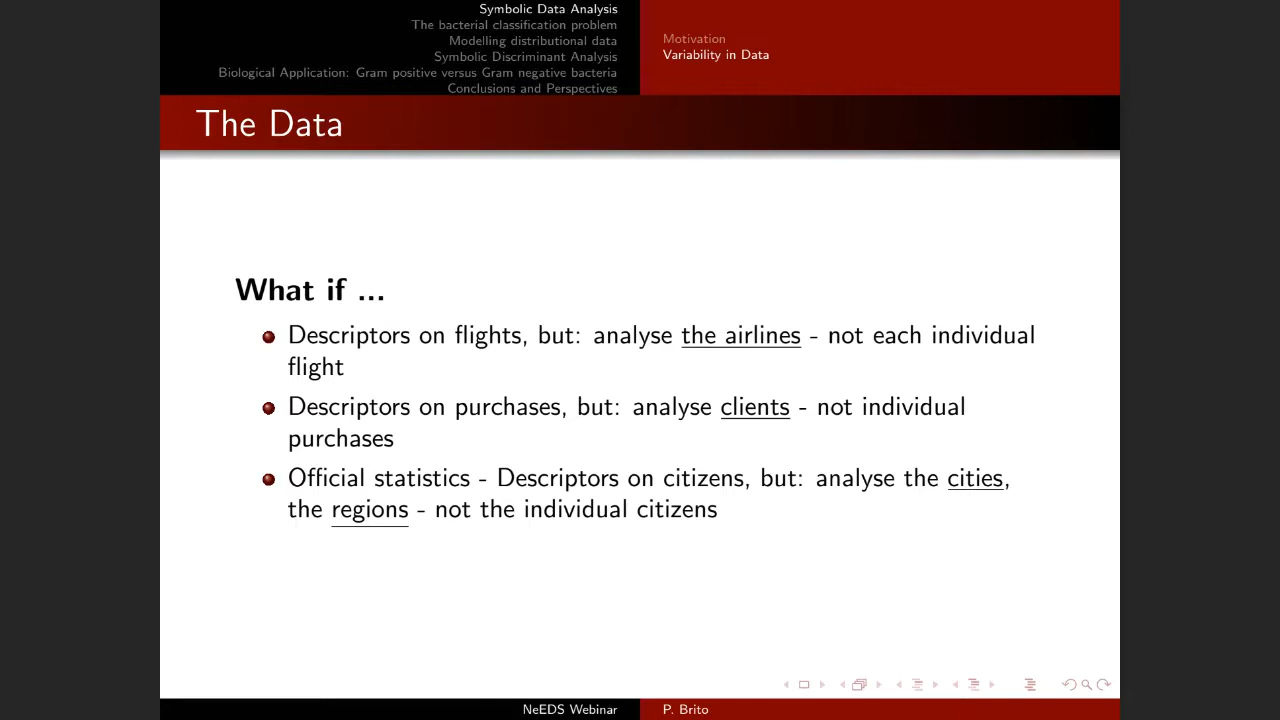 Symbolic Data Analysis
The bacterial classification problem
Modelling distributional data
Symbolic Discriminant Analysis
Biological Application: Gram positive versus Gram negative bacteria
Conclusions and Perspectives
Motivation
Variability in Data
The Data
What if ...
Descriptors on flights, but: analyse the airlines - not each individual
flight
Descriptors on purchases, but: analyse clients - not individual
purchases
Official statistics - Descriptors on citizens, but: analyse the cities,
the regions - not the individual citizens
NeEDS Webinar
P. Brito